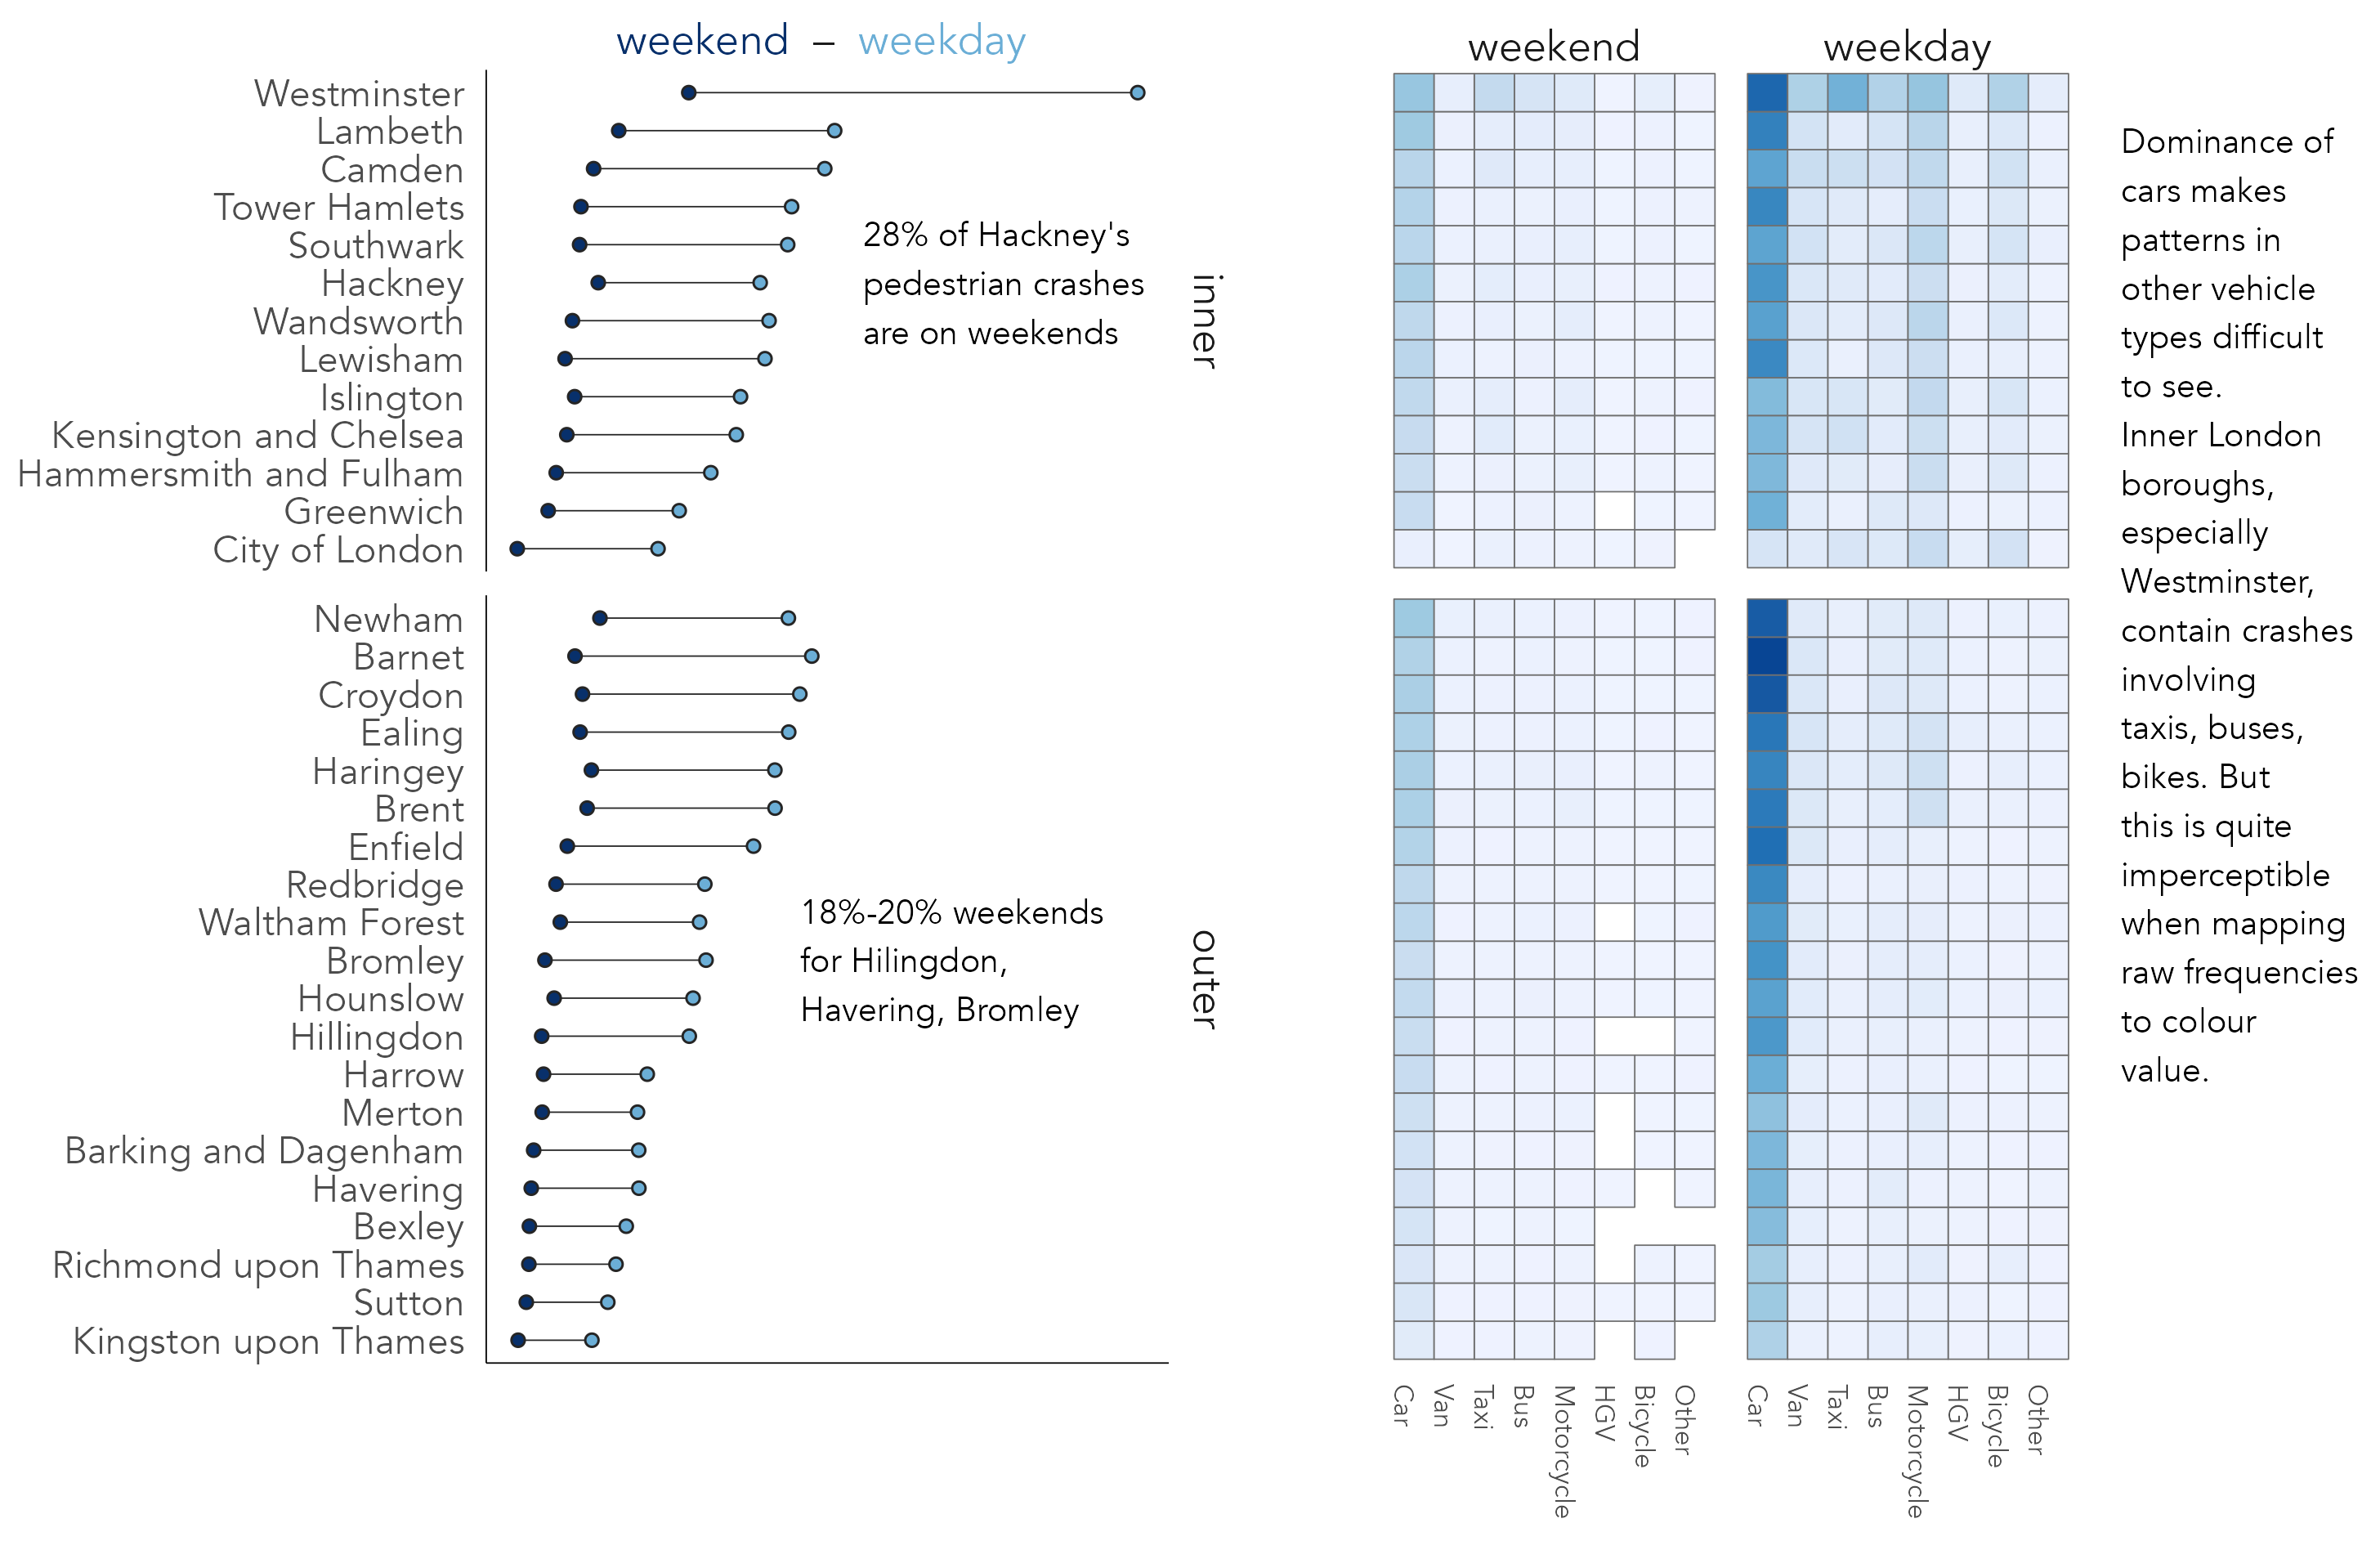 weekend – weekday
Westminster
Lambeth
Camden
Tower Hamlets
Southwark
Hackney
Wandsworth
Lewisham
Islington
Kensington and Chelsea
Hammersmith and Fulham
Greenwich
City of London
28% of Hackney's
pedestrian crashes
are on weekends
inner
Newham
Barnet
Croydon
Ealing
Haringey
Brent
Enfield
Redbridge
Waltham Forest
Bromley
Hounslow
Hillingdon
Harrow
Merton
Barking and Dagenham
Havering
Bexley
Richmond upon Thames
Sutton
Kingston upon Thames
18%-20% weekends
for Hilingdon,
Havering, Bromley
outer
weekend
weekday
Car
Van
Taxi
Bus
Motorcycle
HGV
Bicycle
Other
Car
Van
Taxi
Bus
Motorcycle
HGV
Bicycle
Other
Dominance of
cars makes
patterns in
other vehicle
types difficult
to see.
Inner London
boroughs,
especially
Westminster,
contain crashes
involving
taxis, buses,
bikes. But
this is quite
imperceptible
when mapping
raw frequencies
to colour
value.